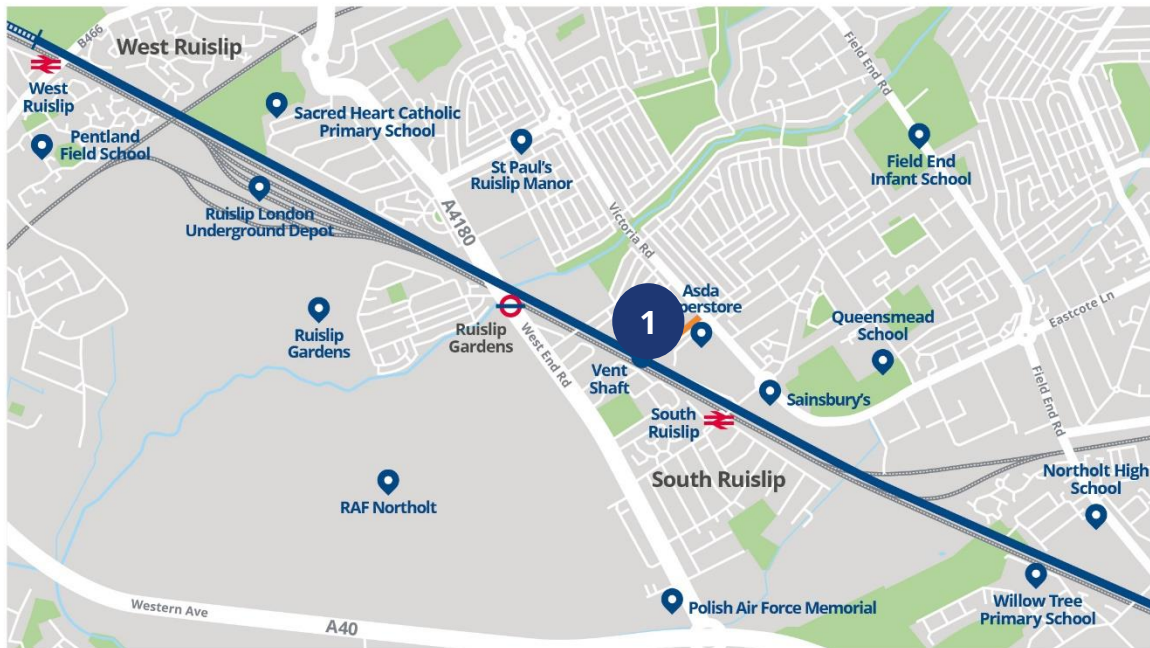 B466
West Ruislip
West
Ruislip
Pentland
Field School
Sacred Heart Catholic
Primary School
Ruislip London
Underground Depot
St Paul's
Ruislip Manor
A4180
Victoria Rd
Field End Rd
Field End
Infant School
Ruislip
Gardens
Ruislip
Gardens
West End Rd
1
Asda
perstore
Vent
Shaft
Queensmead
School
Eastcote Ln
Sainsbury's
South
Ruislip
South Ruislip
Field End Rd
Northolt High
School
RAF Northolt
Polish Air Force Memorial
Willow Tree
Primary School
Western Ave
A40